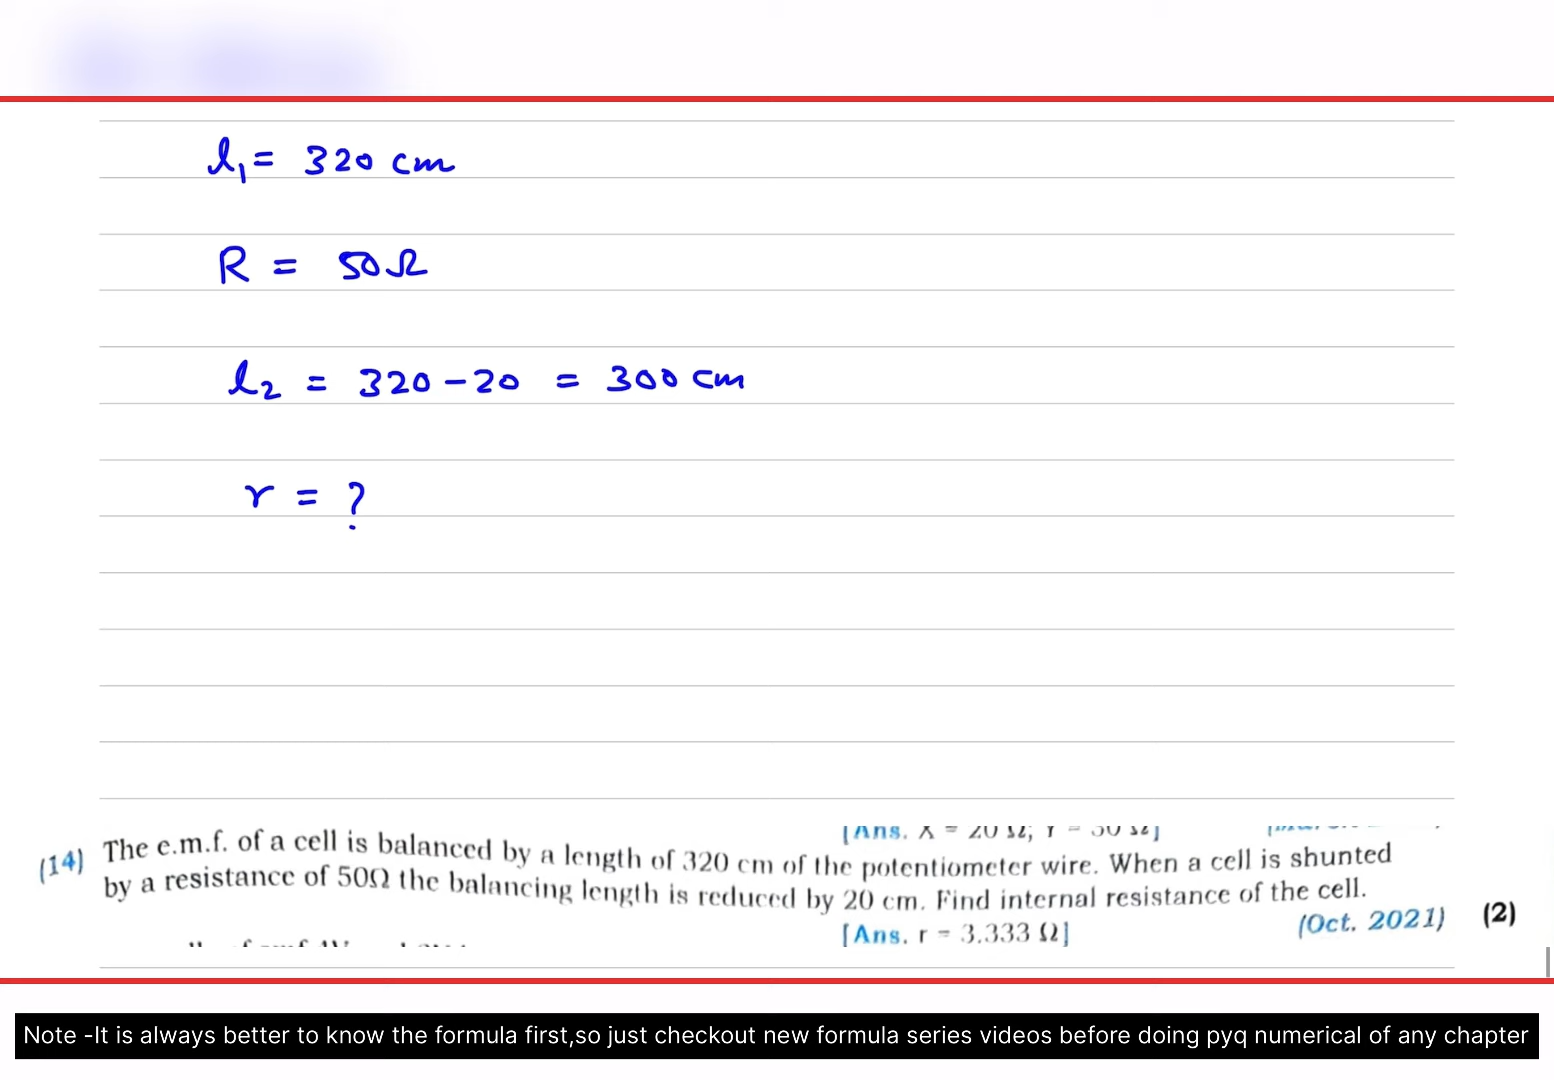 l₁ = 320 cm
R = 50Ω
l₂ = 320 - 20 = 300 cm
r = ?
[Ans. X = 20 Ω; Y = 30 Ω]
(14) The e.m.f. of a cell is balanced by a length of 320 cm of the potentiometer wire. When a cell is shunted
by a resistance of 50Ω the balancing length is reduced by 20 cm. Find internal resistance of the cell.
[Ans. r = 3.333 Ω] (Oct. 2021) (2)
Note -It is always better to know the formula first,so just checkout new formula series videos before doing pyq numerical of any chapter